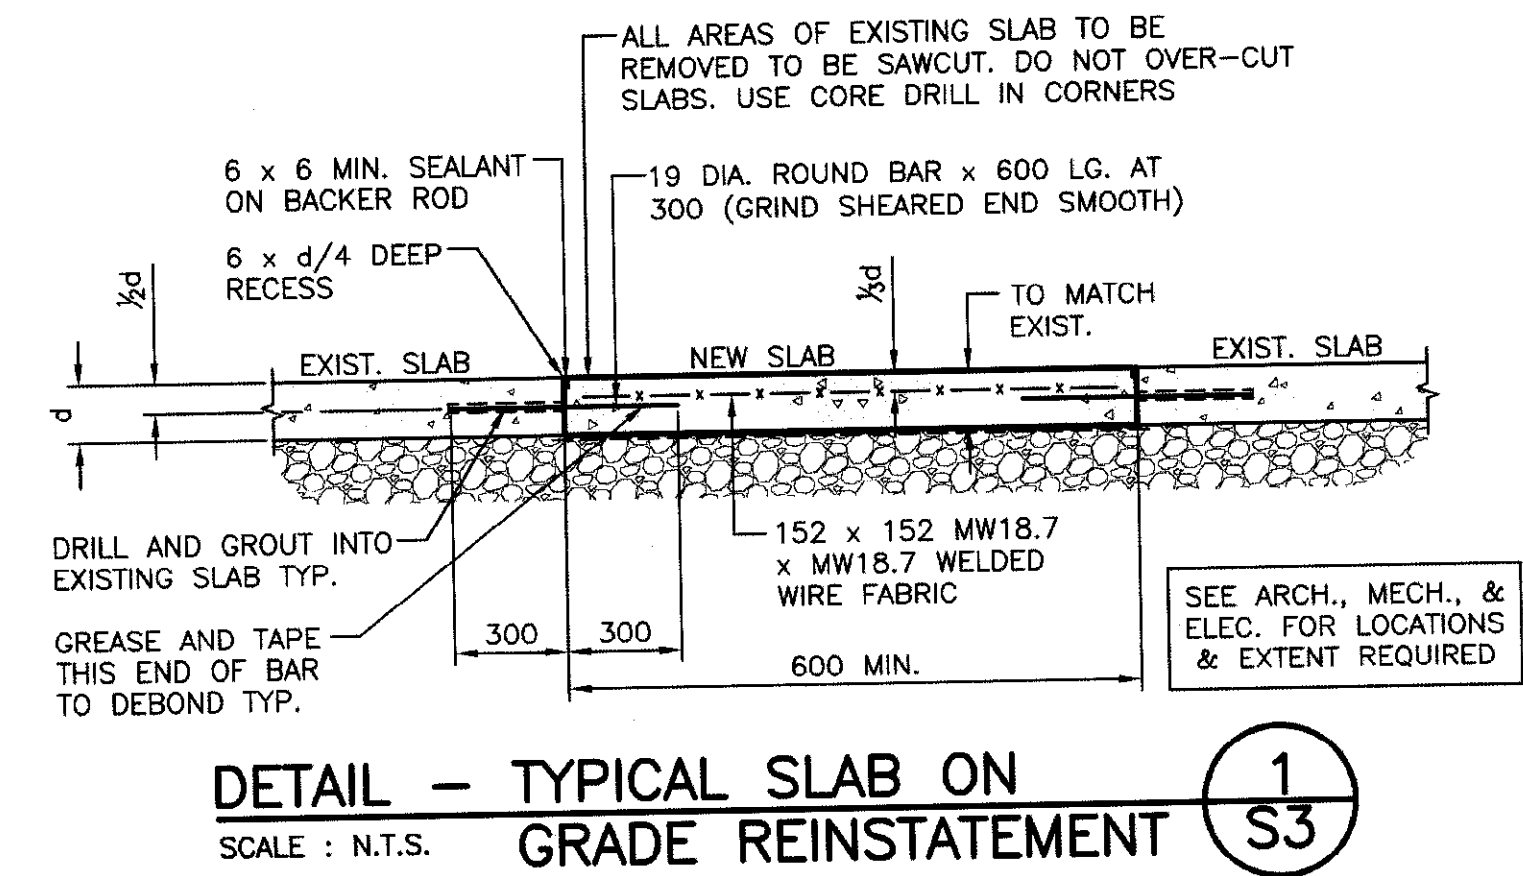 ALL AREAS OF EXISTING SLAB TO BE
REMOVED TO BE SAWCUT. DO NOT OVER-CUT
SLABS. USE CORE DRILL IN CORNERS
6 x 6 MIN. SEALANT
ON BACKER ROD
19 DIA. ROUND BAR x 600 LG. AT
300 (GRIND SHEARED END SMOOTH)
6 x d/4 DEEP
RECESS
½d
⅓d
TO MATCH
EXIST.
EXIST. SLAB
NEW SLAB
EXIST. SLAB
d
DRILL AND GROUT INTO
EXISTING SLAB TYP.
152 x 152 MW18.7
x MW18.7 WELDED
WIRE FABRIC
GREASE AND TAPE
THIS END OF BAR
TO DEBOND TYP.
300
300
600 MIN.
SEE ARCH., MECH., &
ELEC. FOR LOCATIONS
& EXTENT REQUIRED
DETAIL - TYPICAL SLAB ON
GRADE REINSTATEMENT
SCALE : N.T.S.
1
S3